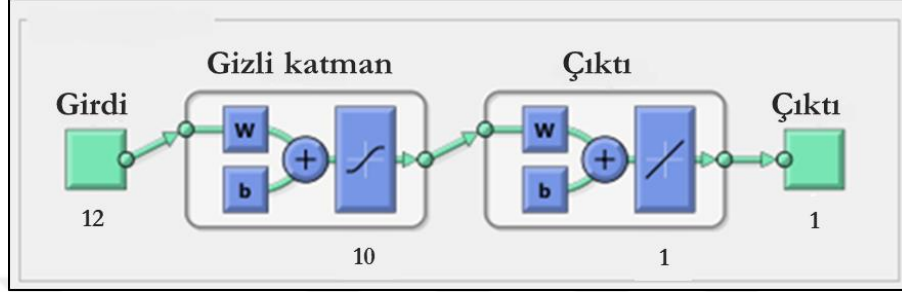 Gizli katman
Çıktı
Girdi
Çıktı
W
W
+
+
b
b
12
1
10
1